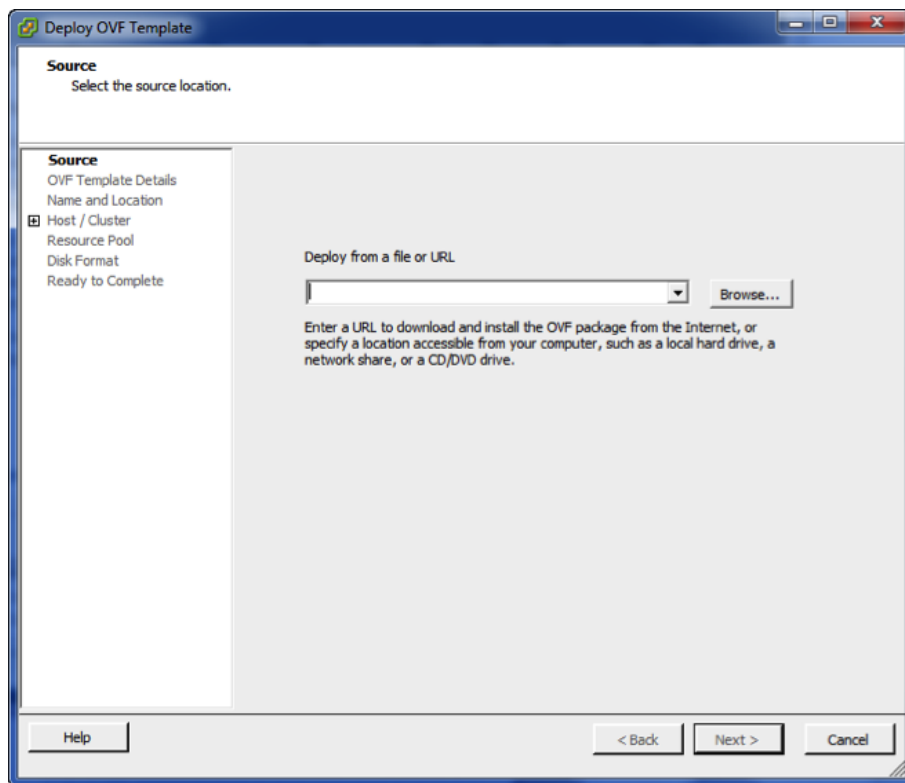 Deploy OVF Template
Source
Select the source location.
Source
OVF Template Details
Name and Location
Host / Cluster
Resource Pool
Disk Format
Ready to Complete
Deploy from a file or URL
Browse...
Enter a URL to download and install the OVF package from the Internet, or
specify a location accessible from your computer, such as a local hard drive, a
network share, or a CD/DVD drive.
Help
< Back
Next >
Cancel